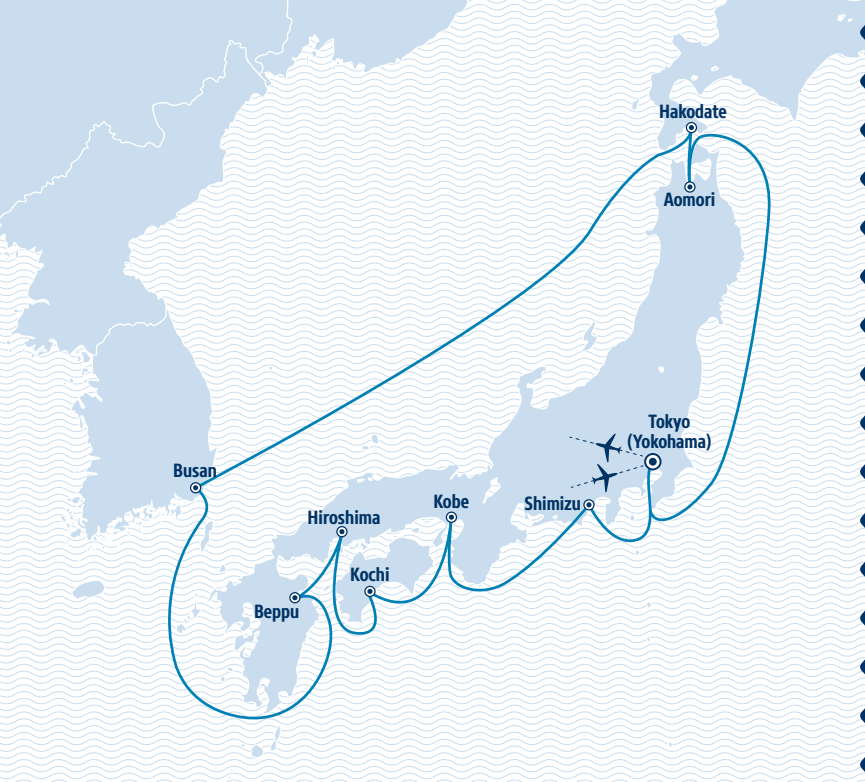 Hakodate
Aomori
Tokyo
(Yokohama)
Busan
Kobe
Shimizu
Hiroshima
Kochi
Beppu